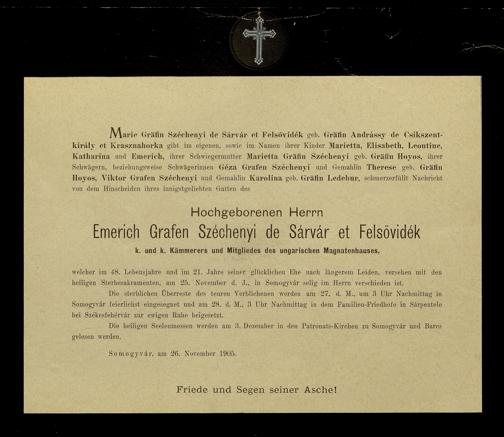 Marie Gräfin Széchenyi de Sárvár et Felsővidék geb. Gräfin Andrássy de Csikszent-
király et Krasznahorka gibt im eigenen, sowie im Namen ihrer Kinder Marietta, Elisabeth, Leontine,
Katharina und Emerich, ihrer Schwiegermutter Marietta Gräfin Széchenyi geb. Gräfin Hoyos, ihrer
Schwägern, beziehungsweise Schwägerinnen Géza Grafen Széchenyi und Gemahlin Therese geb. Gräfin
Hoyos, Viktor Grafen Széchenyi und Gemahlin Karolina geb. Gräfin Ledebur, schmerzerfüllt Nachricht
von dem Hinscheiden ihres innigstgeliebten Gatten des
Hochgeborenen Herrn
Emerich Grafen Széchenyi de Sárvár et Felsővidék
k. und k. Kämmerers und Mitgliedes des ungarischen Magnatenhauses,
welcher im 48. Lebensjahre und im 21. Jahre seiner glücklichen Ehe nach längerem Leiden, versehen mit den
heiligen Sterbesakramenten, am 25. November d. J., in Somogyvár selig im Herrn verschieden ist.
Die sterblichen Überreste des teuren Verblichenen werden am 27. d. M., um 3 Uhr Nachmittag in
Somogyvár feierlichst eingesegnet und am 28. d. M., 3 Uhr Nachmittag in dem Familien-Friedhofe in Sárpentele
bei Székesfehérvár zur ewigen Ruhe beigesetzt.
Die heiligen Seelenmessen werden am 3. Dezember in den Patronats-Kirchen zu Somogyvár und Barcs
gelesen werden.
Somogyvár, am 26. November 1905.
Friede und Segen seiner Asche!